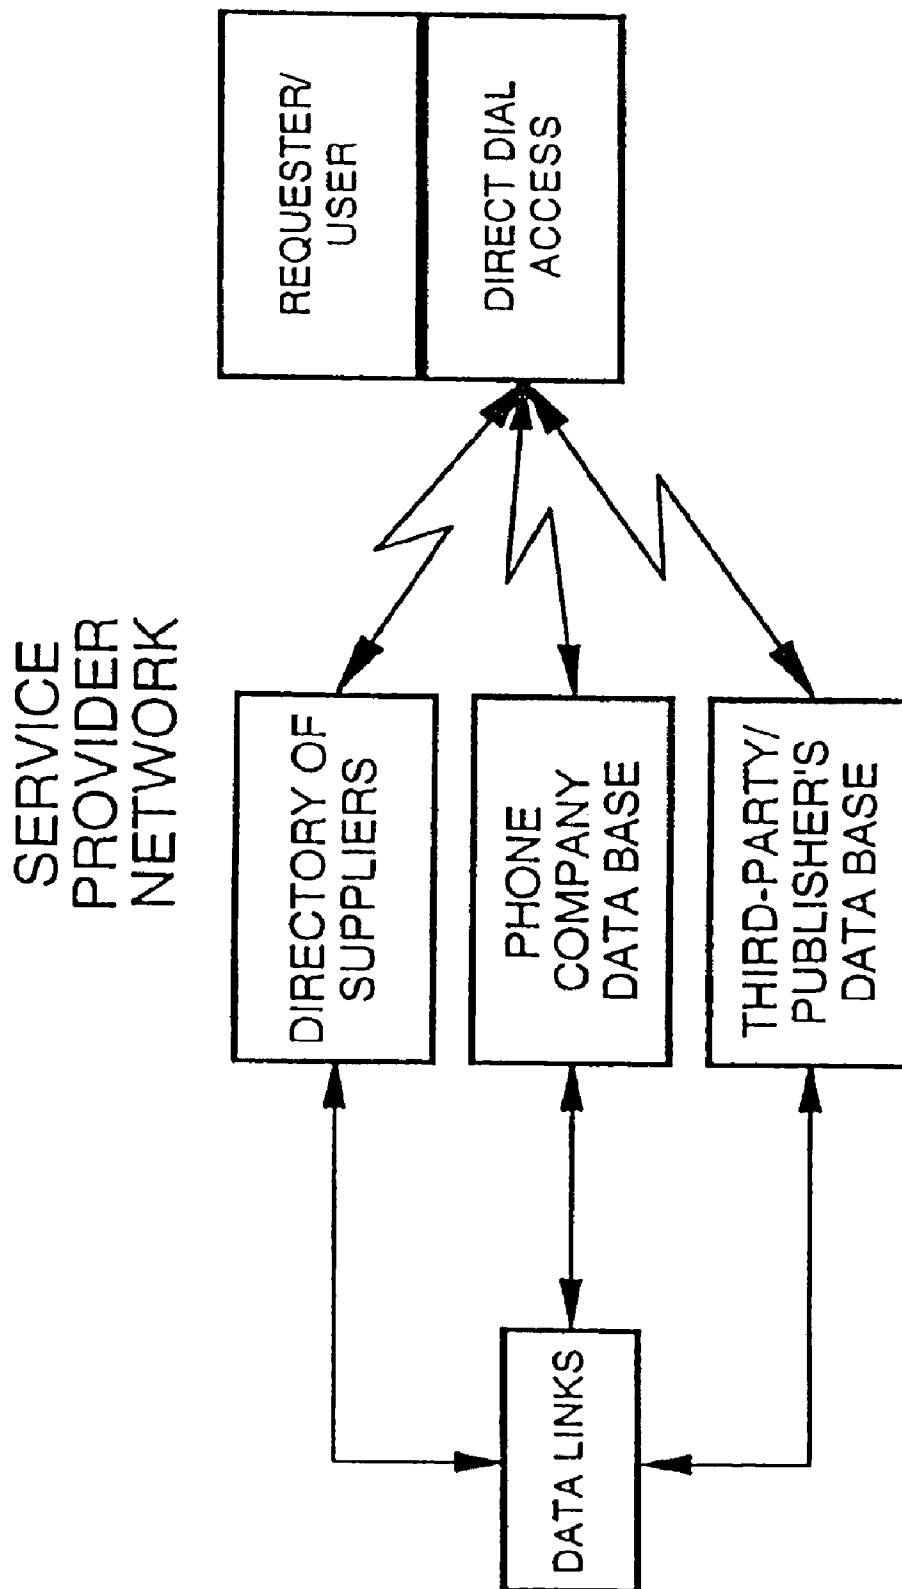 SERVICE
PROVIDER
NETWORK
REQUESTER/
USER
DIRECT DIAL
ACCESS
DIRECTORY OF
SUPPLIERS
PHONE
COMPANY
DATA BASE
THIRD-PARTY/
PUBLISHER'S
DATA BASE
DATA LINKS